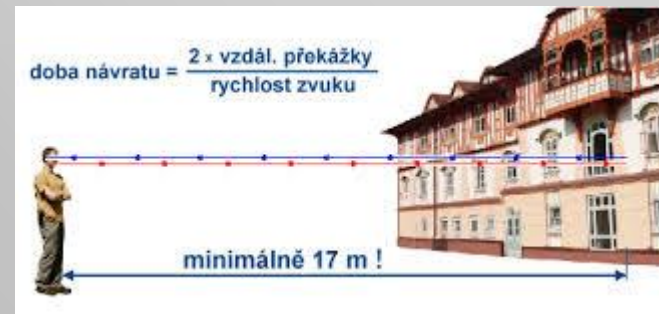 doba návratu = 2 x vzdál. překážky
rychlost zvuku
minimálně 17 m !